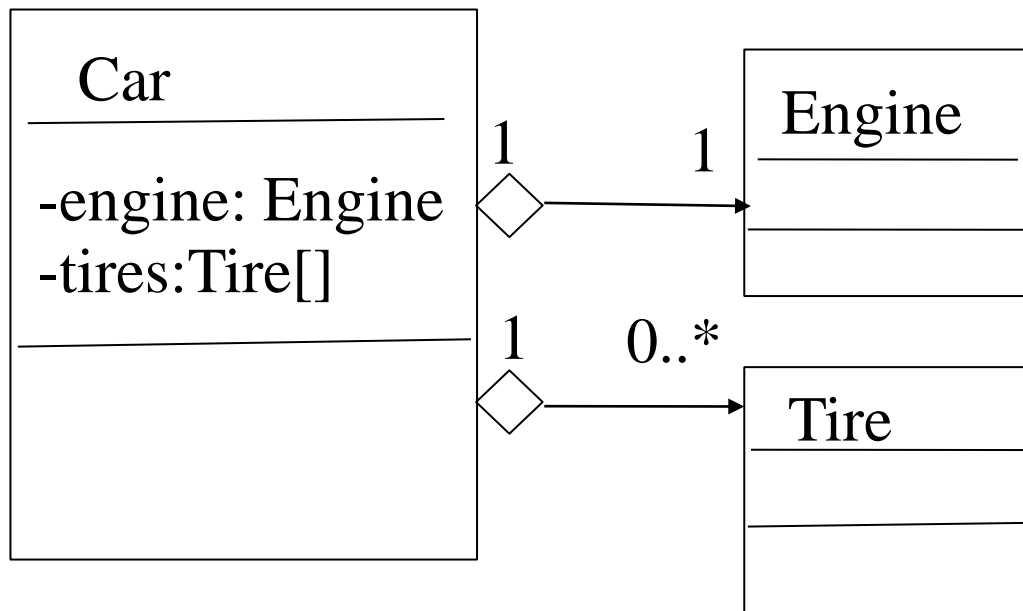 Car
-engine: Engine
-tires:Tire[]
1
1
Engine
1
0..*
Tire